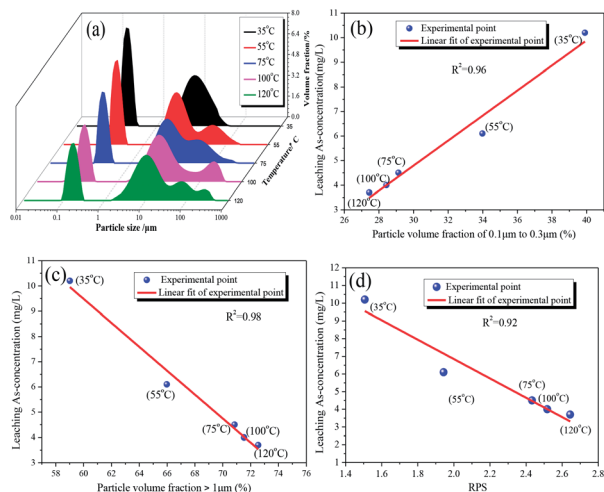 (a)
35°C
55°C
75°C
100°C
120°C
8.0
6.4
4.8
3.2
1.6
0.0
Volume fraction/%
35
55
75
100
120
Temperature/°C
0.01 0.1 1 10 100 1000
Particle size /μm
(b)
Experimental point
Linear fit of experimental point
R²=0.96
(35°C)
(55°C)
(75°C)
(100°C)
(120°C)
11
10
9
8
7
6
5
4
3
Leaching As-concentration(mg/L)
26 28 30 32 34 36 38 40
Particle volume fraction of 0.1μm to 0.3μm (%)
(c)
Experimental point
Linear fit of experimental point
R²=0.98
(35°C)
(55°C)
(75°C)
(100°C)
(120°C)
11
10
9
8
7
6
5
4
3
Leaching As-concentration (mg/L)
58 60 62 64 66 68 70 72 74 76
Particle volume fraction > 1μm (%)
(d)
Experimental point
Linear fit of experimental point
R²=0.92
(35°C)
(55°C)
(75°C)
(100°C)
(120°C)
12
11
10
9
8
7
6
5
4
3
2
1
Leaching As-concentration (mg/L)
1.4 1.6 1.8 2.0 2.2 2.4 2.6 2.8
RPS